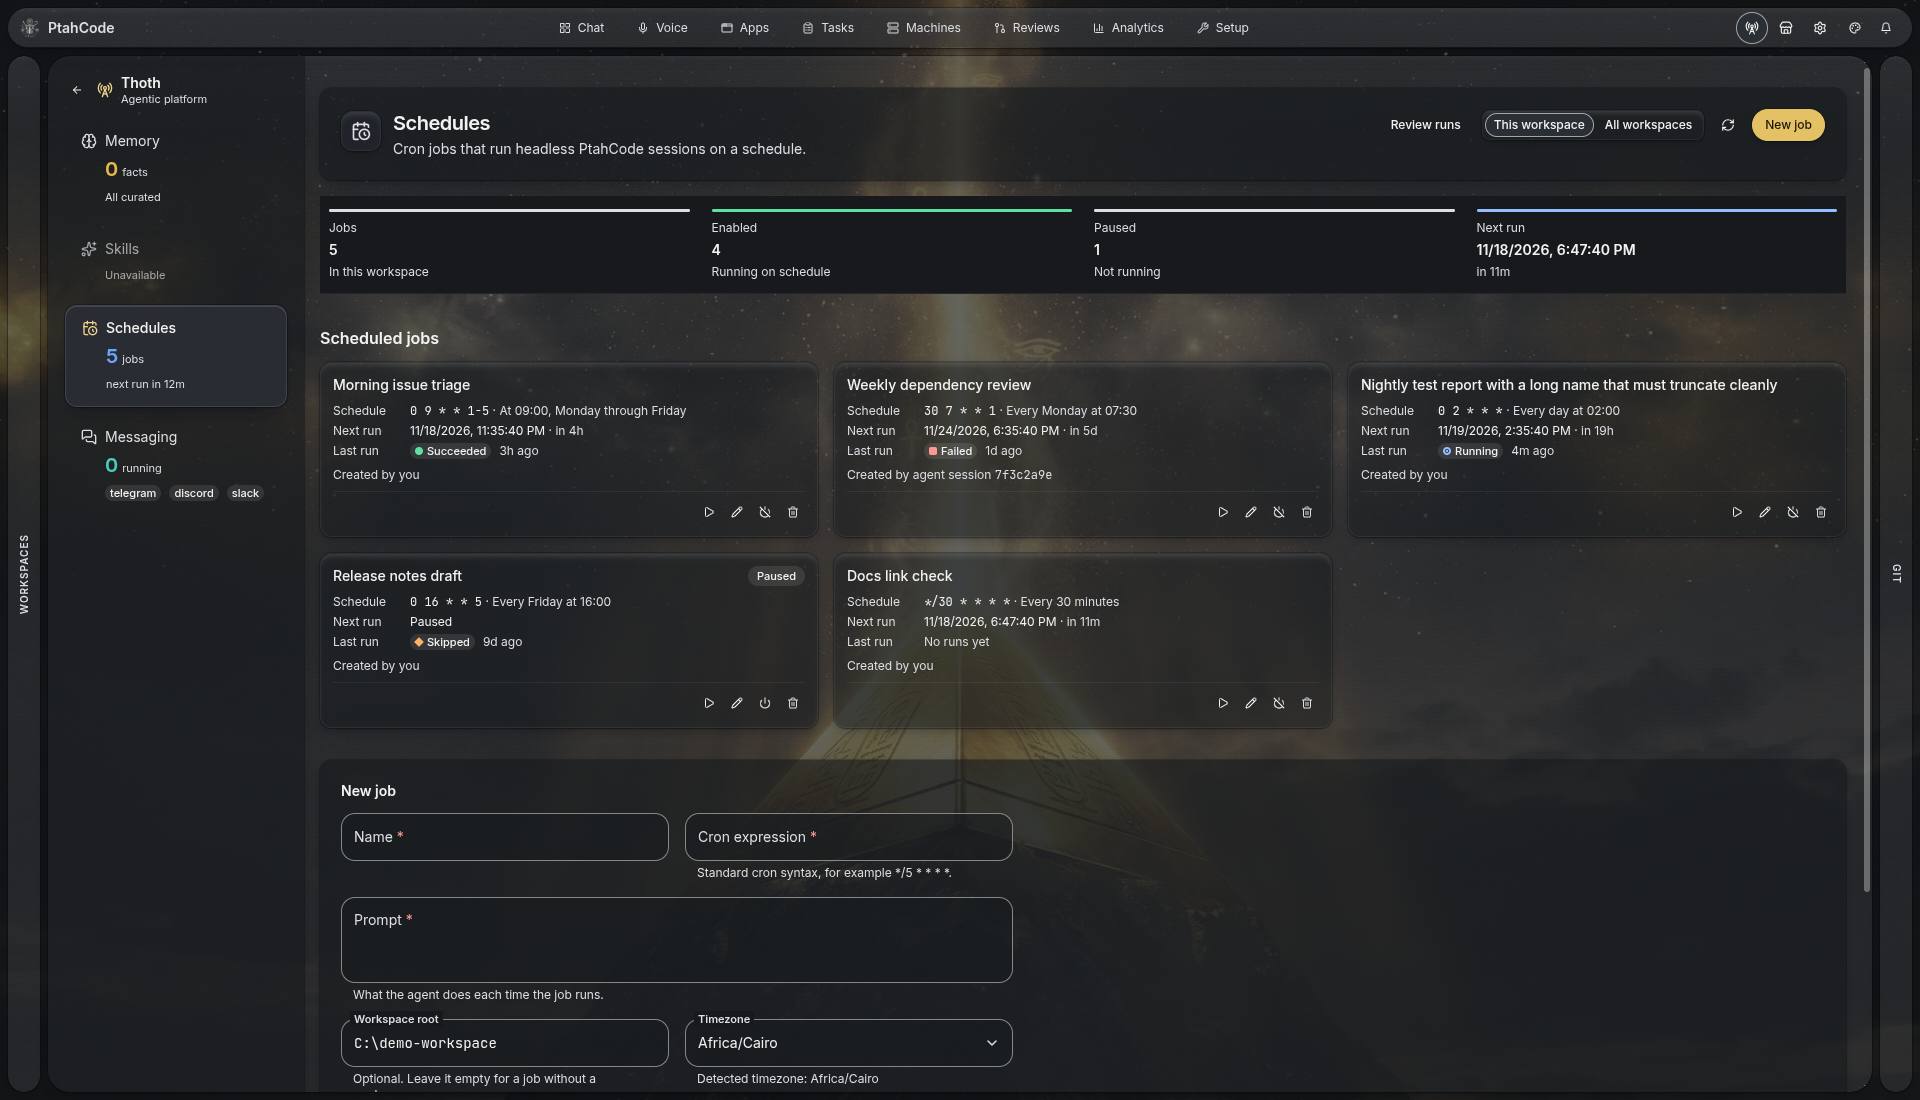 PtahCode
Chat
Voice
Apps
Tasks
Machines
Reviews
Analytics
Setup
WORKSPACES
Thoth
Agentic platform
Memory
0 facts
All curated
Skills
Unavailable
Schedules
5 jobs
next run in 12m
Messaging
0 running
telegram discord slack
Schedules
Cron jobs that run headless PtahCode sessions on a schedule.
Review runs
This workspace
All workspaces
New job
Jobs
5
In this workspace
Enabled
4
Running on schedule
Paused
1
Not running
Next run
11/18/2026, 6:47:40 PM
in 11m
Scheduled jobs
Morning issue triage
Schedule 0 9 * * 1-5 · At 09:00, Monday through Friday
Next run 11/18/2026, 11:35:40 PM · in 4h
Last run Succeeded 3h ago
Created by you
Weekly dependency review
Schedule 30 7 * * 1 · Every Monday at 07:30
Next run 11/24/2026, 6:35:40 PM · in 5d
Last run Failed 1d ago
Created by agent session 7f3c2a9e
Nightly test report with a long name that must truncate cleanly
Schedule 0 2 * * * · Every day at 02:00
Next run 11/19/2026, 2:35:40 PM · in 19h
Last run Running 4m ago
Created by you
Release notes draft Paused
Schedule 0 16 * * 5 · Every Friday at 16:00
Next run Paused
Last run Skipped 9d ago
Created by you
Docs link check
Schedule */30 * * * * · Every 30 minutes
Next run 11/18/2026, 6:47:40 PM · in 11m
Last run No runs yet
Created by you
New job
Name *
Cron expression *
Standard cron syntax, for example */5 * * * *.
Prompt *
What the agent does each time the job runs.
Workspace root
C:\demo-workspace
Optional. Leave it empty for a job without a
Timezone
Africa/Cairo
Detected timezone: Africa/Cairo
GIT